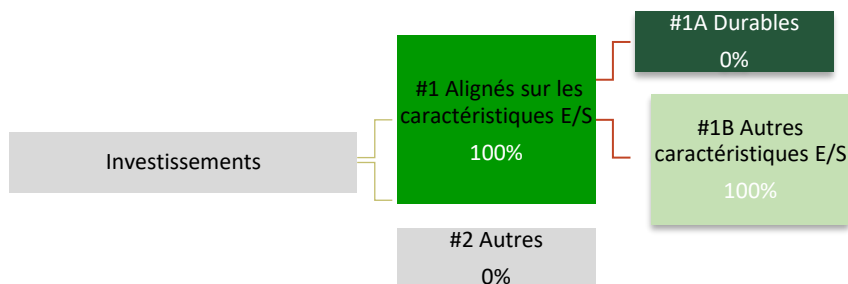 Investissements
#1 Alignés sur les
caractéristiques E/S
100%
#2 Autres
0%
#1A Durables
0%
#1B Autres
caractéristiques E/S
100%